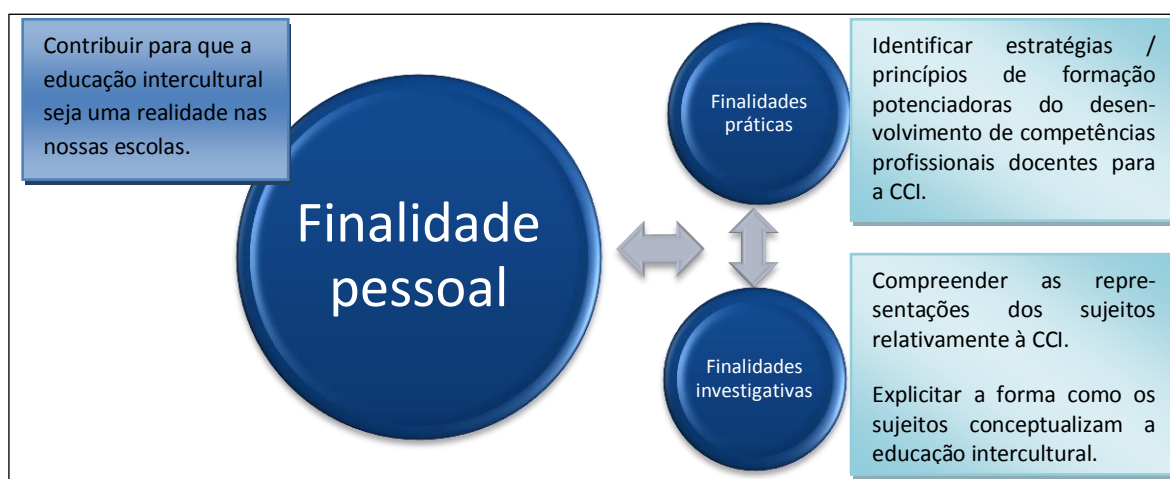 Contribuir para que a
educação intercultural
seja uma realidade nas
nossas escolas.
Finalidade
pessoal
Finalidades
práticas
Identificar estratégias /
princípios de formação
potenciadoras do desen-
volvimento de competências
profissionais docentes para
a CCI.
Finalidades
investigativas
Compreender as repre-
sentações dos sujeitos
relativamente à CCI.
Explicitar a forma como os
sujeitos conceptualizam a
educação intercultural.